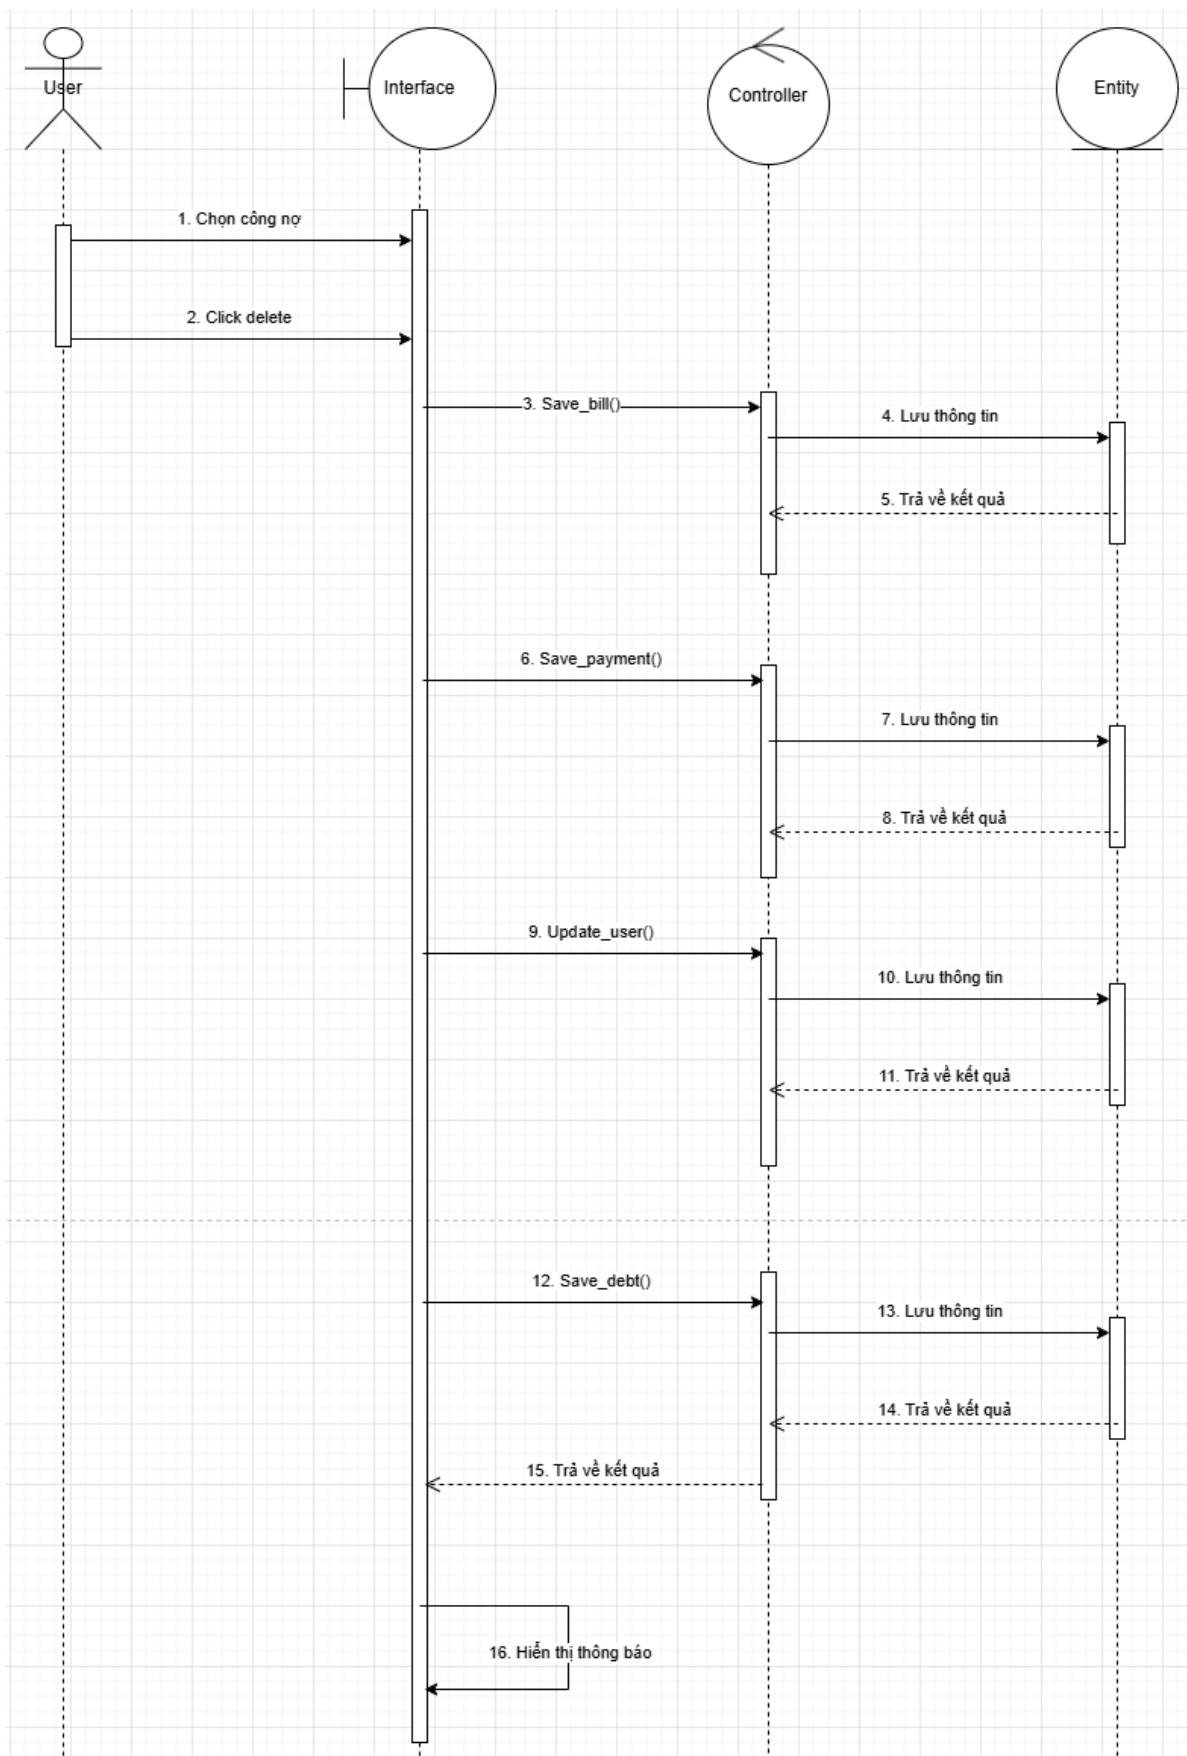 User
Interface
Controller
Entity
1. Chọn công nợ
2. Click delete
3. Save_bill()
4. Lưu thông tin
5. Trả về kết quả
6. Save_payment()
7. Lưu thông tin
8. Trả về kết quả
9. Update_user()
10. Lưu thông tin
11. Trả về kết quả
12. Save_debt()
13. Lưu thông tin
14. Trả về kết quả
15. Trả về kết quả
16. Hiển thị thông báo